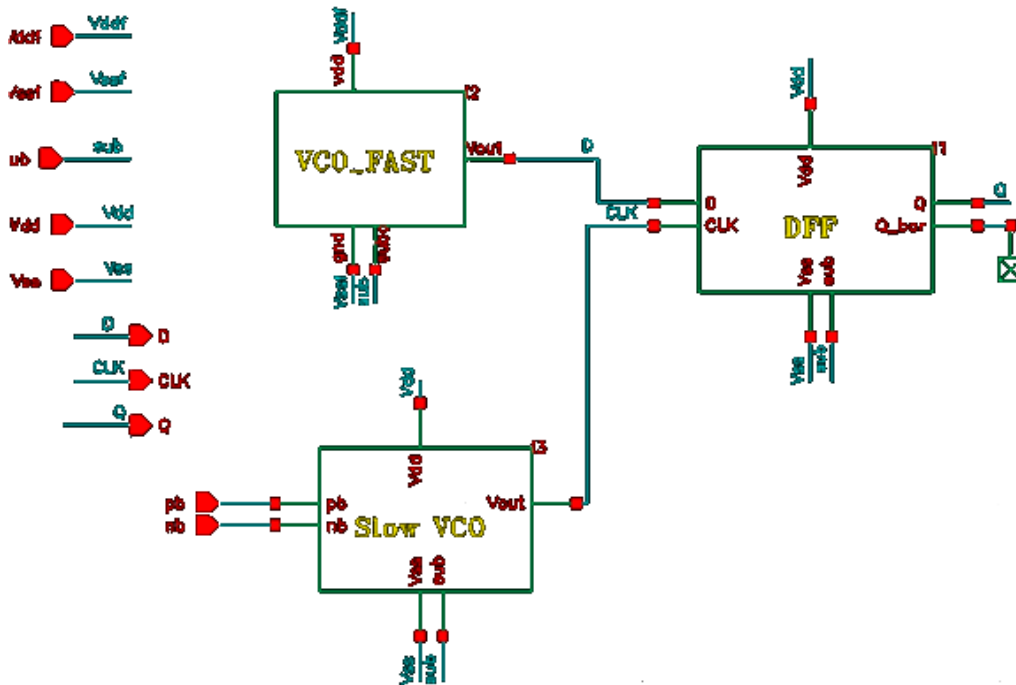 Vddf
Vssf
sub
Vdd
Vdd
Vss
Vss
D
D
CLK
CLK
Q
Q
Vddf
vdd
I2
VCO_FAST
Vout
gnd
Vssf
sub
D
CLK
Vdd
Vdd
I1
D
CLK
DFF
Q
Q_bar
Q
Vss
sub
Vss
sub
Vdd
Vdd
I3
pb
pb
nb
nb
Slow VCO
Vout
Vss
sub
Vss
sub